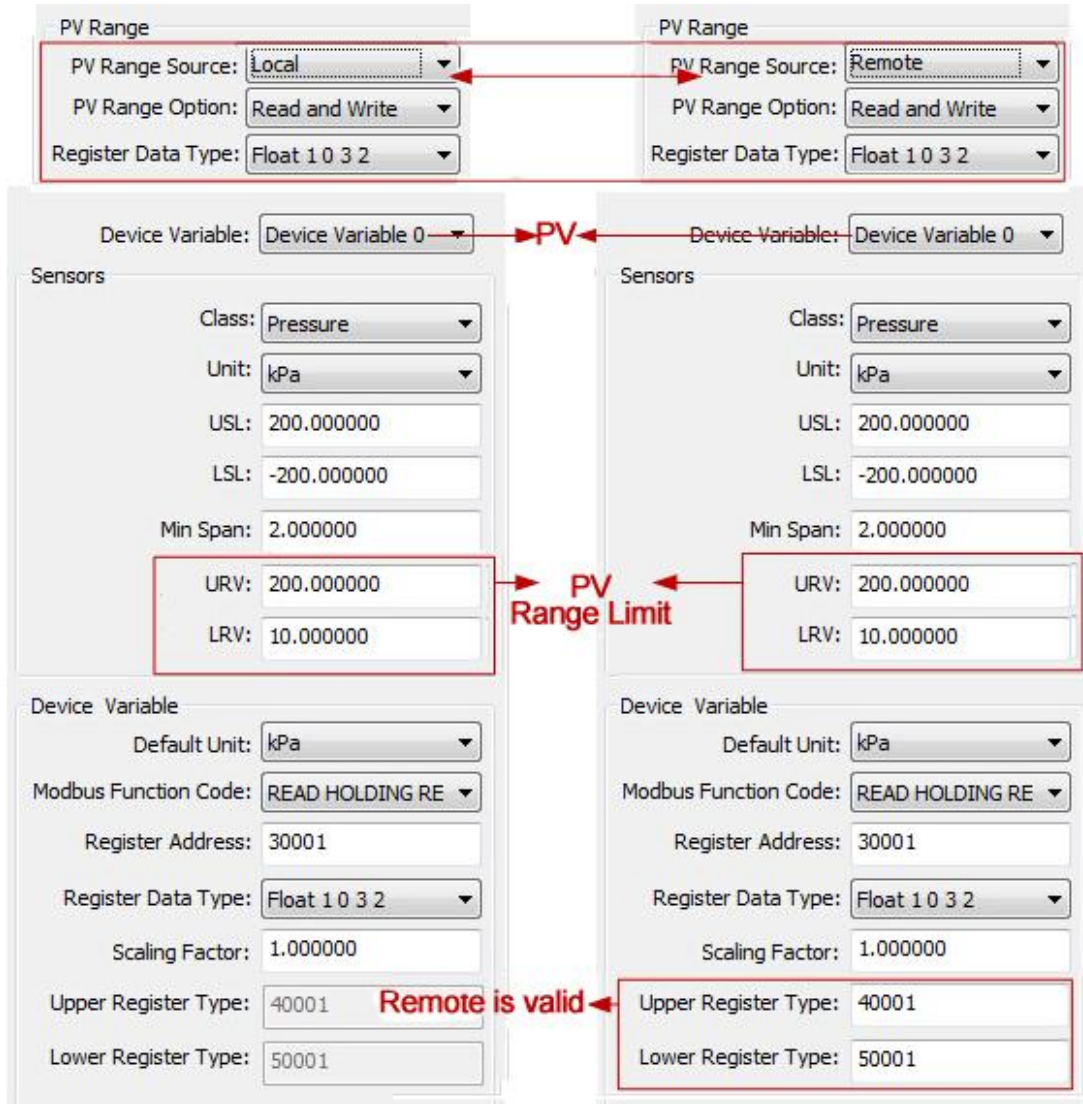 PV Range
PV Range Source: Local
PV Range Option: Read and Write
Register Data Type: Float 1 0 3 2
PV Range
PV Range Source: Remote
PV Range Option: Read and Write
Register Data Type: Float 1 0 3 2
Device Variable: Device Variable 0
PV
Device Variable: Device Variable 0
Sensors
Class: Pressure
Unit: kPa
USL: 200.000000
LSL: -200.000000
Min Span: 2.000000
URV: 200.000000
LRV: 10.000000
PV
Range Limit
Sensors
Class: Pressure
Unit: kPa
USL: 200.000000
LSL: -200.000000
Min Span: 2.000000
URV: 200.000000
LRV: 10.000000
Device Variable
Default Unit: kPa
Modbus Function Code: READ HOLDING RE
Register Address: 30001
Register Data Type: Float 1 0 3 2
Scaling Factor: 1.000000
Upper Register Type: 40001
Lower Register Type: 50001
Remote is valid
Device Variable
Default Unit: kPa
Modbus Function Code: READ HOLDING RE
Register Address: 30001
Register Data Type: Float 1 0 3 2
Scaling Factor: 1.000000
Upper Register Type: 40001
Lower Register Type: 50001